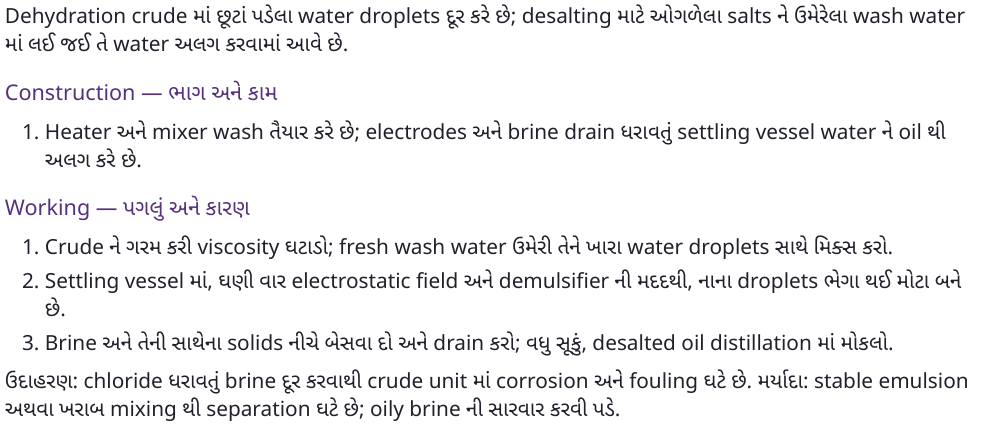 Dehydration crude માં છૂટાં પડેલા water droplets દૂર કરે છે; desalting માટે ઓગળેલા salts ને ઉમેરેલા wash water
માં લઈ જઈ તે water અલગ કરવામાં આવે છે.
Construction — ભાગ અને કામ
1. Heater અને mixer wash તૈયાર કરે છે; electrodes અને brine drain ધરાવતું settling vessel water ને oil થી
અલગ કરે છે.
Working — પગલું અને કારણ
1. Crude ને ગરમ કરી viscosity ઘટાડો; fresh wash water ઉમેરી તેને ખારા water droplets સાથે મિક્સ કરો.
2. Settling vessel માં, ઘણી વાર electrostatic field અને demulsifier ની મદદથી, નાના droplets ભેગા થઈ મોટા બને
છે.
3. Brine અને તેની સાથેના solids નીચે બેસવા દો અને drain કરો; વધુ સૂકું, desalted oil distillation માં મોકલો.
ઉદાહરણ: chloride ધરાવતું brine દૂર કરવાથી crude unit માં corrosion અને fouling ઘટે છે. મર્યાદા: stable emulsion
અથવા ખરાબ mixing થી separation ઘટે છે; oily brine ની સારવાર કરવી પડે.